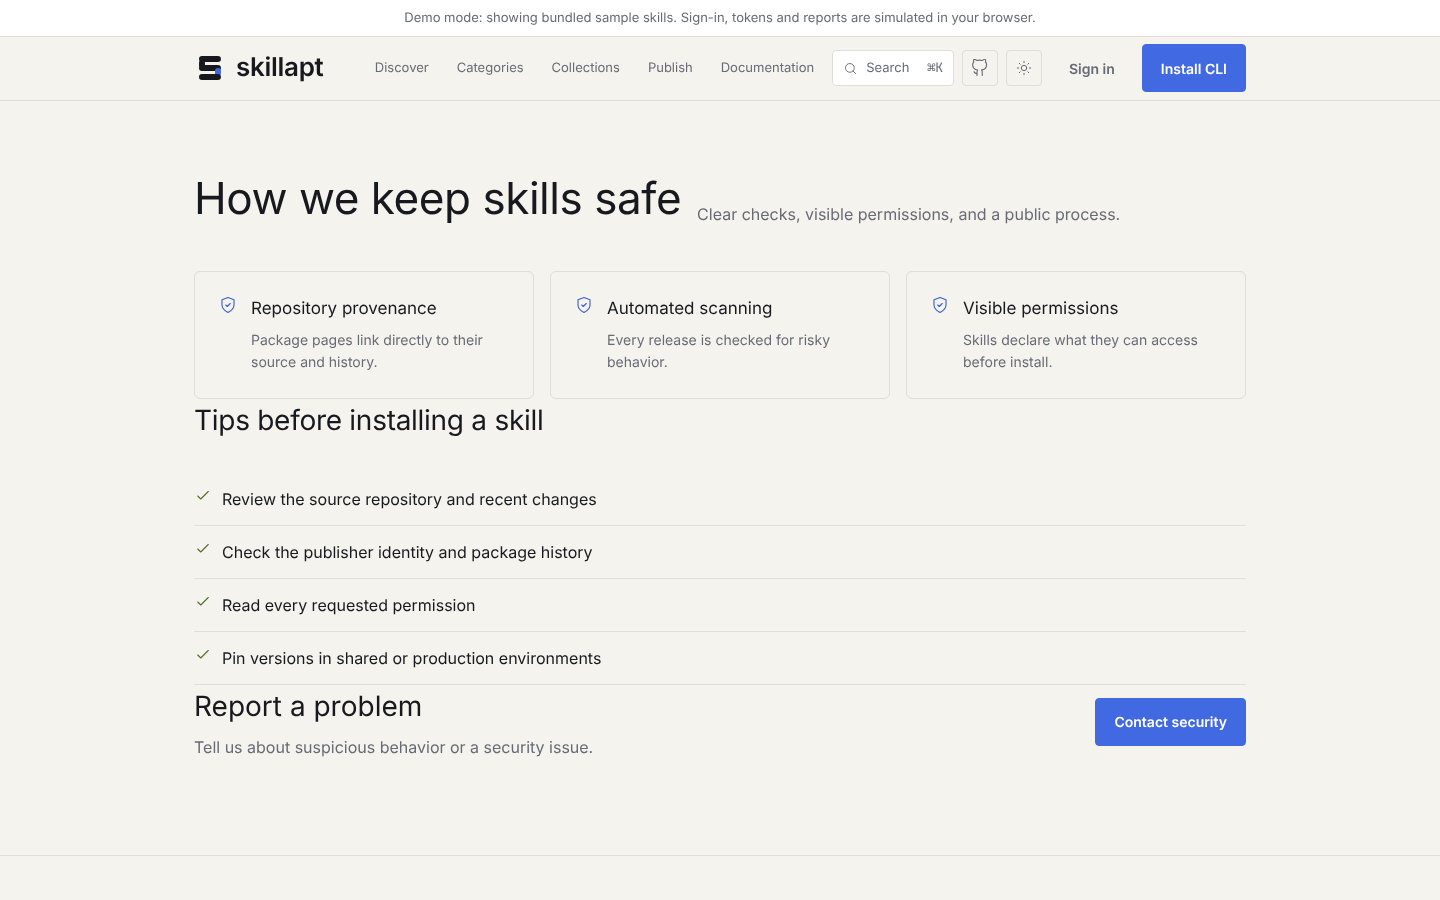 Demo mode: showing bundled sample skills. Sign-in, tokens and reports are simulated in your browser.
skillapt
Discover
Categories
Collections
Publish
Documentation
Search ⌘K
Sign in
Install CLI
How we keep skills safe
Clear checks, visible permissions, and a public process.
Repository provenance
Package pages link directly to their
source and history.
Automated scanning
Every release is checked for risky
behavior.
Visible permissions
Skills declare what they can access
before install.
Tips before installing a skill
Review the source repository and recent changes
Check the publisher identity and package history
Read every requested permission
Pin versions in shared or production environments
Report a problem
Tell us about suspicious behavior or a security issue.
Contact security